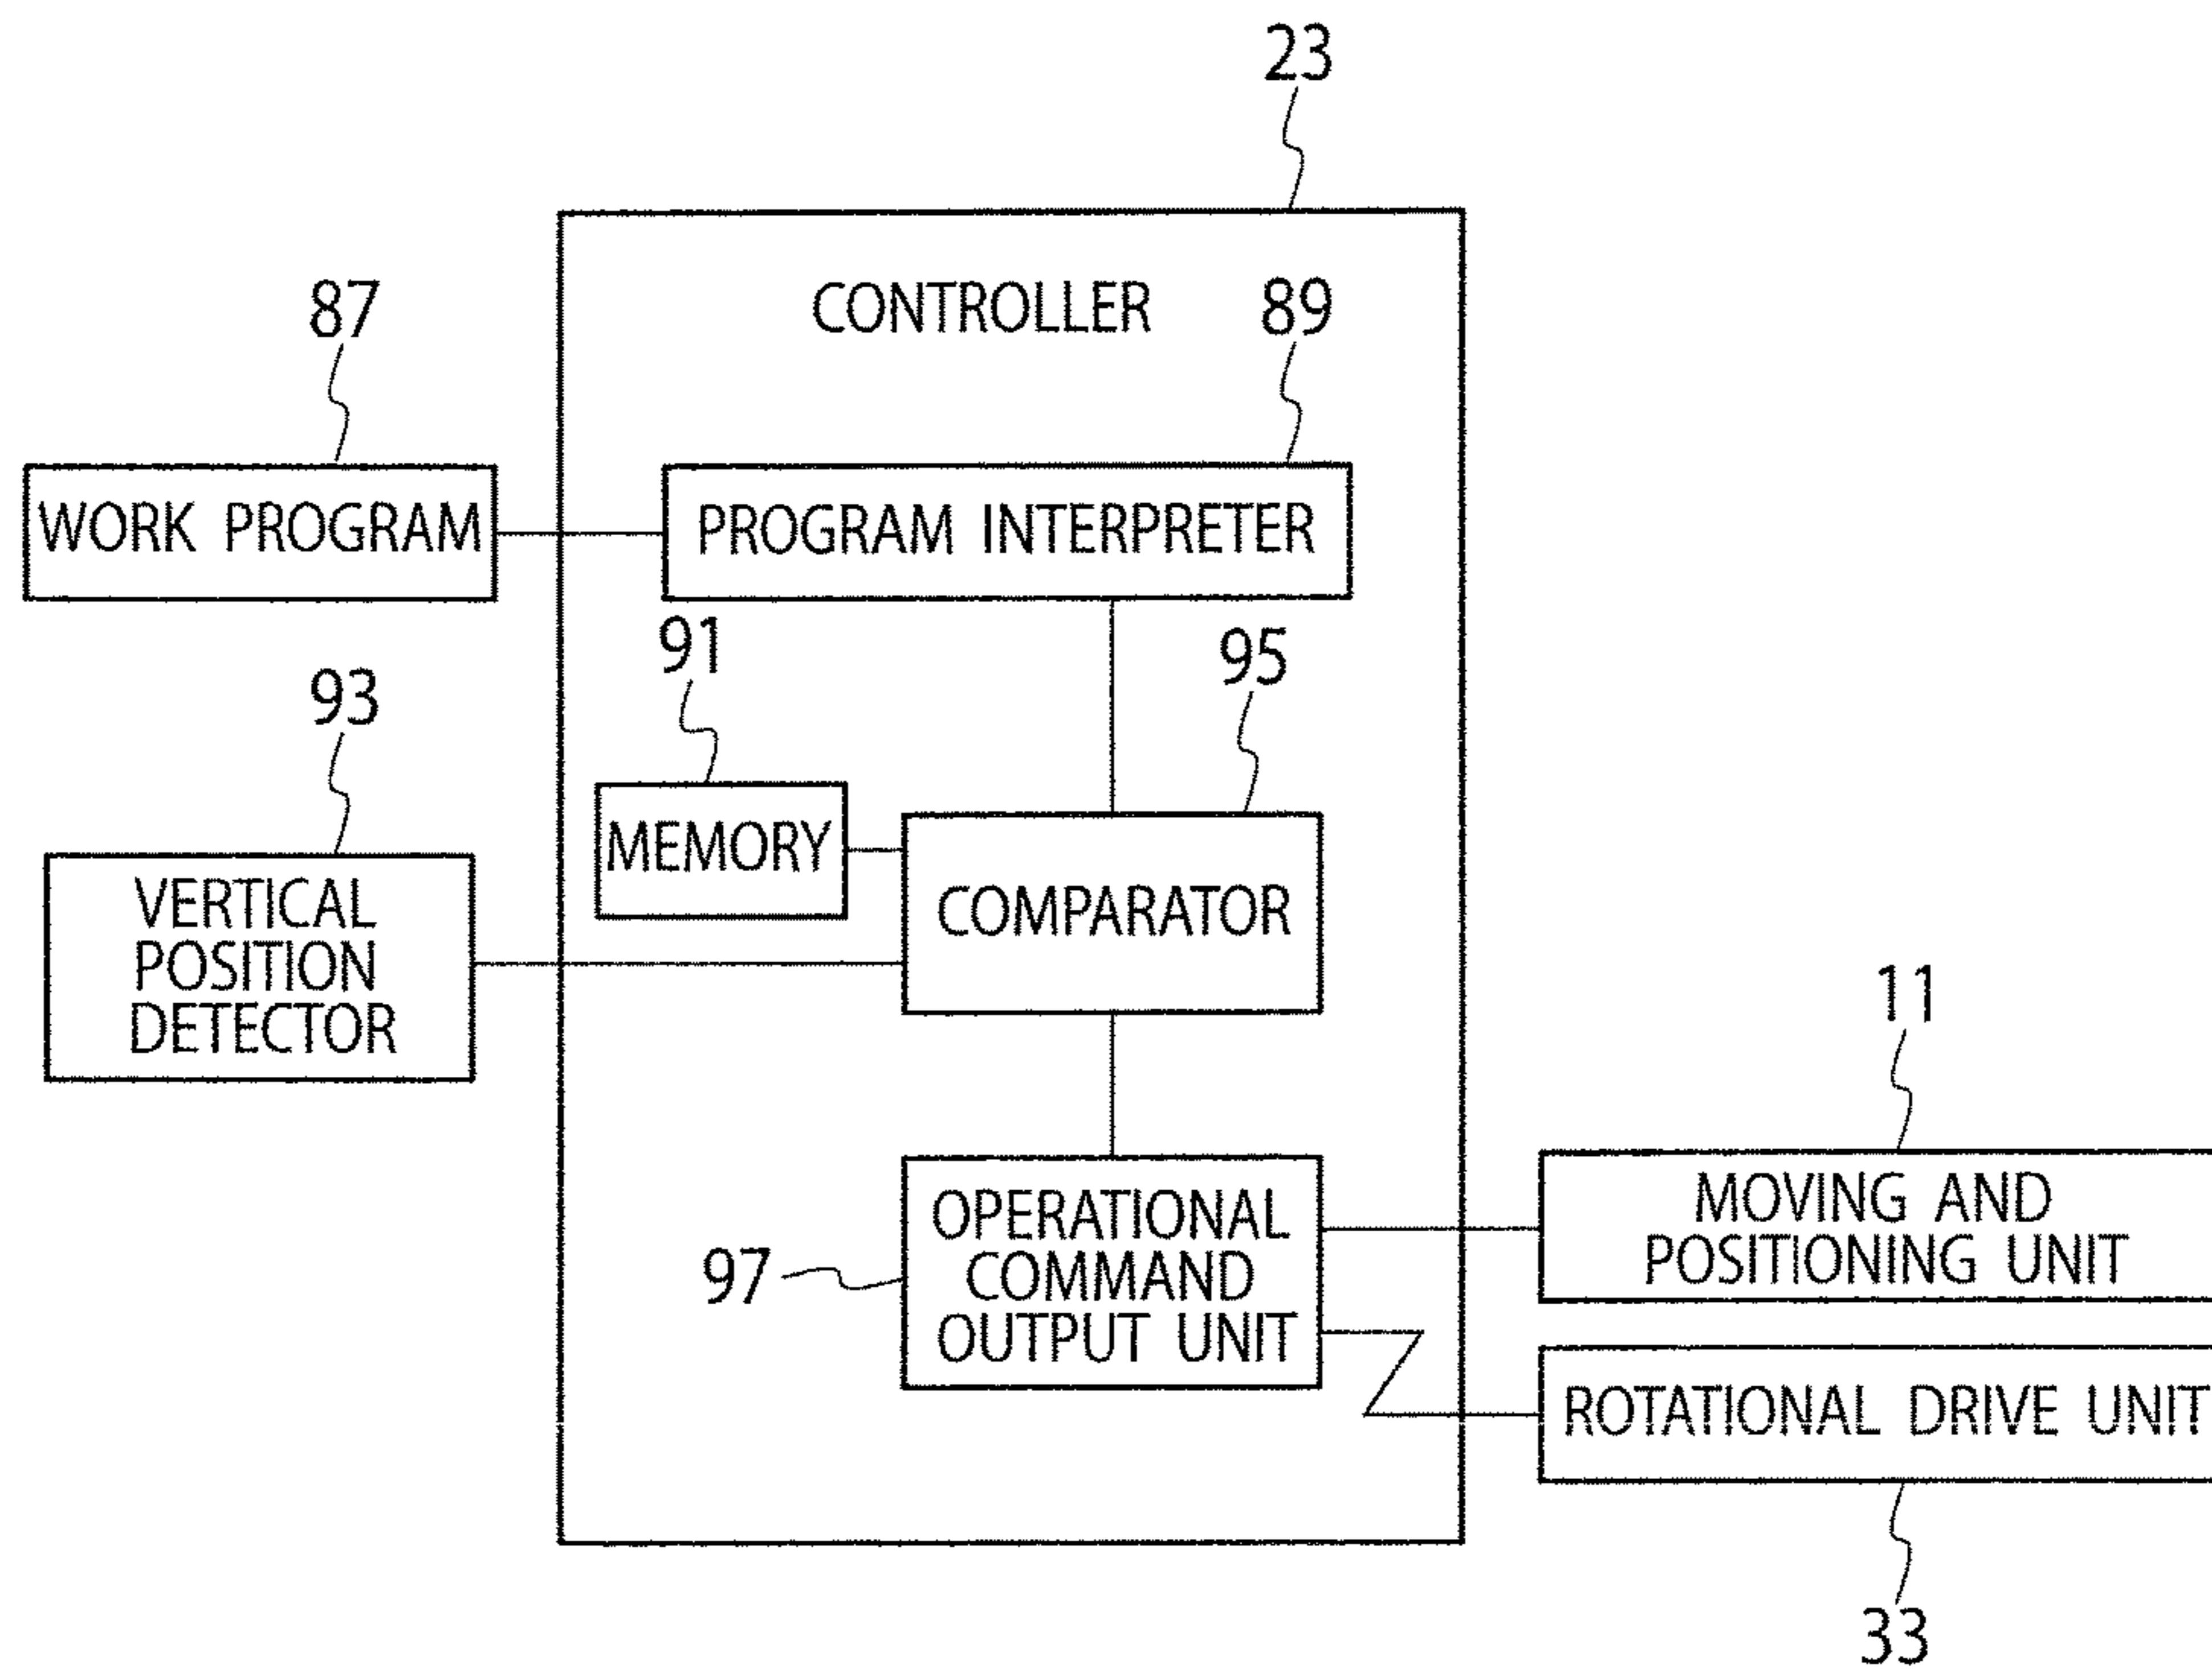 23
CONTROLLER
87
89
WORK PROGRAM
PROGRAM INTERPRETER
91
95
93
MEMORY
COMPARATOR
VERTICAL
POSITION
DETECTOR
11
97
OPERATIONAL
COMMAND
OUTPUT UNIT
MOVING AND
POSITIONING UNIT
ROTATIONAL DRIVE UNIT
33